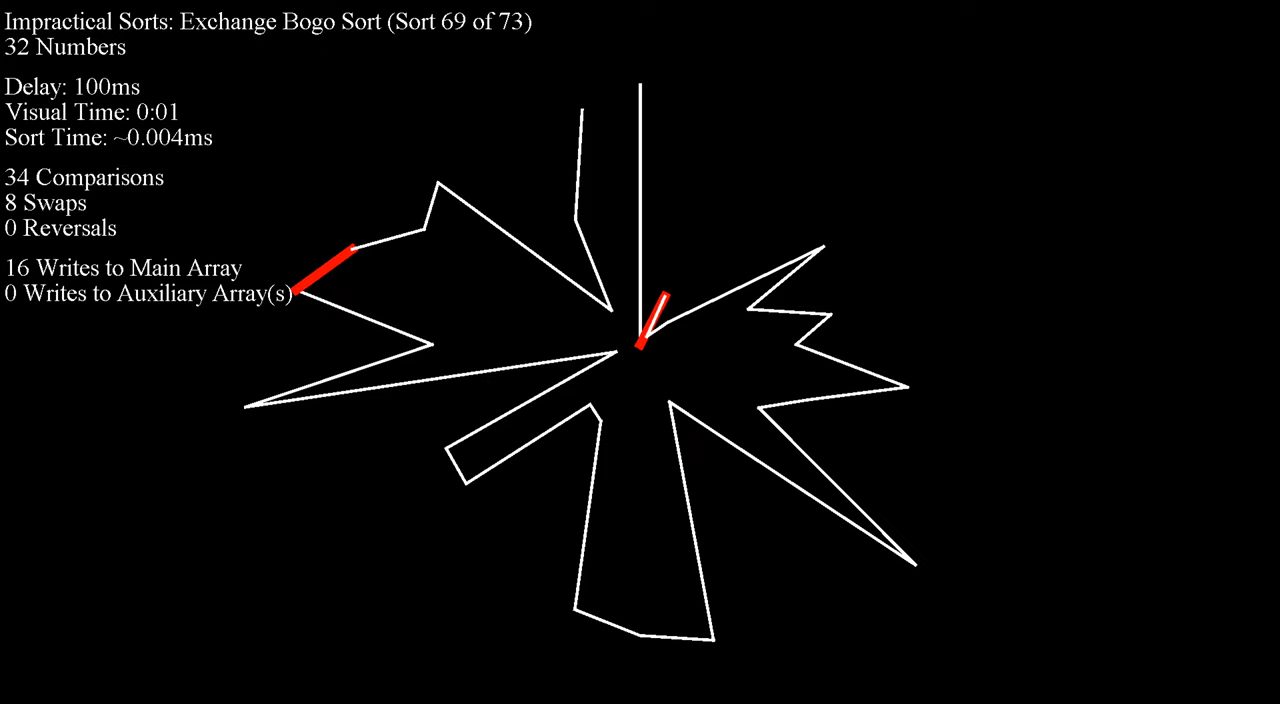 Impractical Sorts: Exchange Bogo Sort (Sort 69 of 73)
32 Numbers
Delay: 100ms
Visual Time: 0:01
Sort Time: ~0.004ms
34 Comparisons
8 Swaps
0 Reversals
16 Writes to Main Array
0 Writes to Auxiliary Array(s)